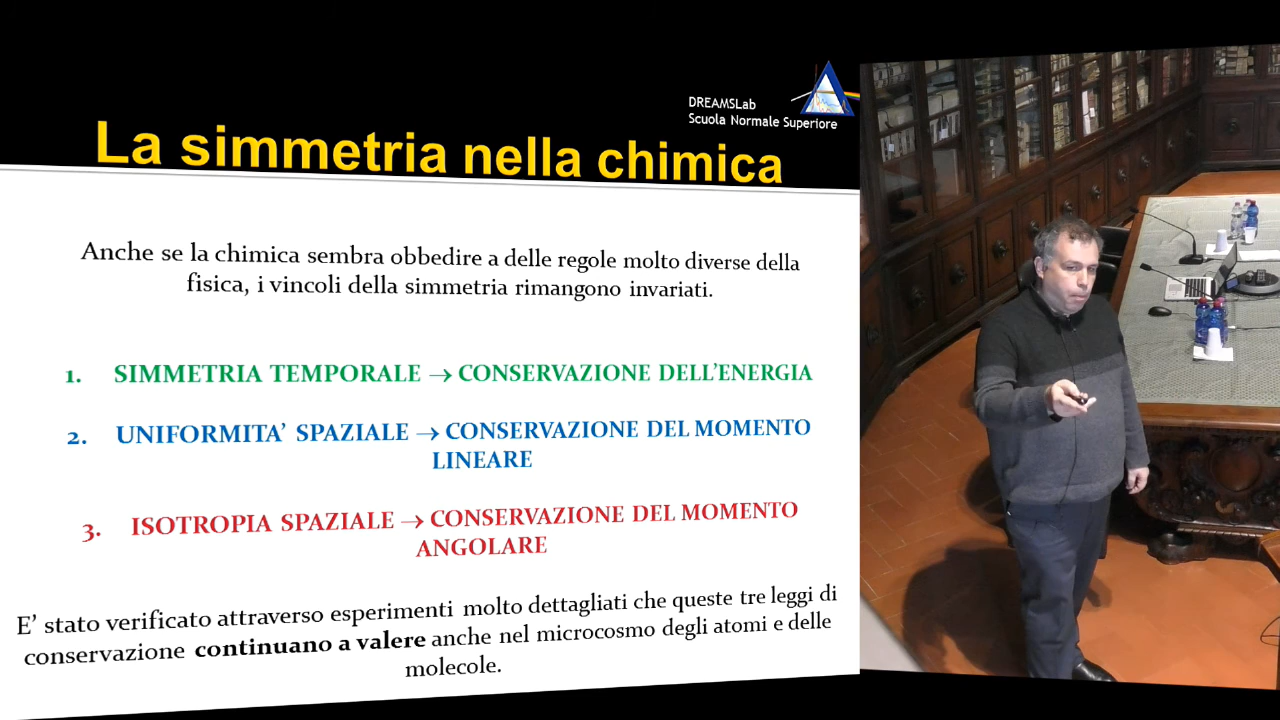 DREAMSLab
Scuola Normale Superiore
La simmetria nella chimica
Anche se la chimica sembra obbedire a delle regole molto diverse della
fisica, i vincoli della simmetria rimangono invariati.
1. SIMMETRIA TEMPORALE → CONSERVAZIONE DELL’ENERGIA
2. UNIFORMITA’ SPAZIALE → CONSERVAZIONE DEL MOMENTO
LINEARE
3. ISOTROPIA SPAZIALE → CONSERVAZIONE DEL MOMENTO
ANGOLARE
E’ stato verificato attraverso esperimenti molto dettagliati che queste tre leggi di
conservazione continuano a valere anche nel microcosmo degli atomi e delle
molecole.